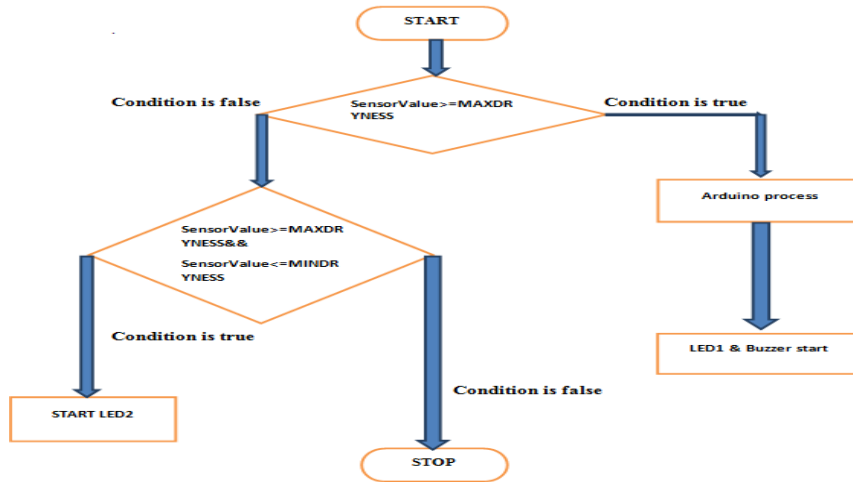 START
Condition is false
SensorValue>=MAXDR
YNESS
Condition is true
Arduino process
SensorValue>=MAXDR
YNESS&&
SensorValue<=MINDR
YNESS
Condition is true
LED1 & Buzzer start
Condition is false
START LED2
STOP